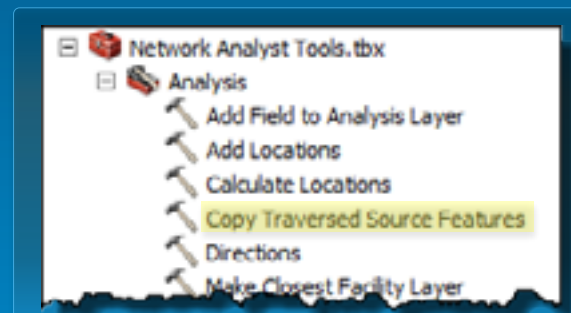 Network Analyst Tools.tbx
Analysis
Add Field to Analysis Layer
Add Locations
Calculate Locations
Copy Traversed Source Features
Directions
Make Closest Facility Layer